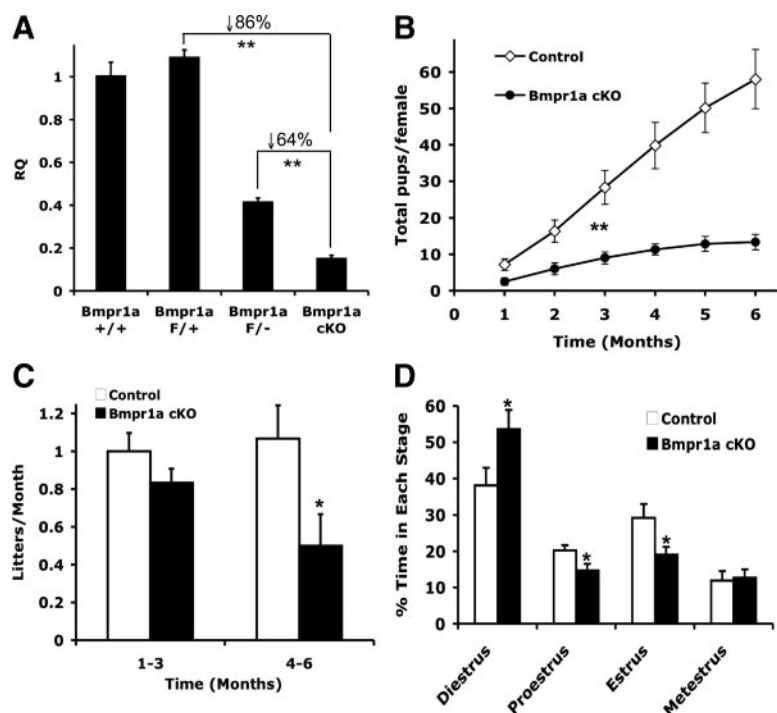 A
↓86%
**
↓64%
**
1
0.8
0.6
0.4
0.2
0
RQ
Bmpr1a Bmpr1a Bmpr1a Bmpr1a
+/+ F/+ F/- cKO
B
Control
Bmpr1a cKO
60
50
40
30
20
10
0
Total pups/female
**
0 1 2 3 4 5 6
Time (Months)
C
Control
Bmpr1a cKO
1.2
1
0.8
0.6
0.4
0.2
0
Litters/Month
*
1-3 4-6
Time (Months)
D
Control
Bmpr1a cKO
60
50
40
30
20
10
0
% Time in Each Stage
*
*
*
Diestrus
Proestrus
Estrus
Metestrus